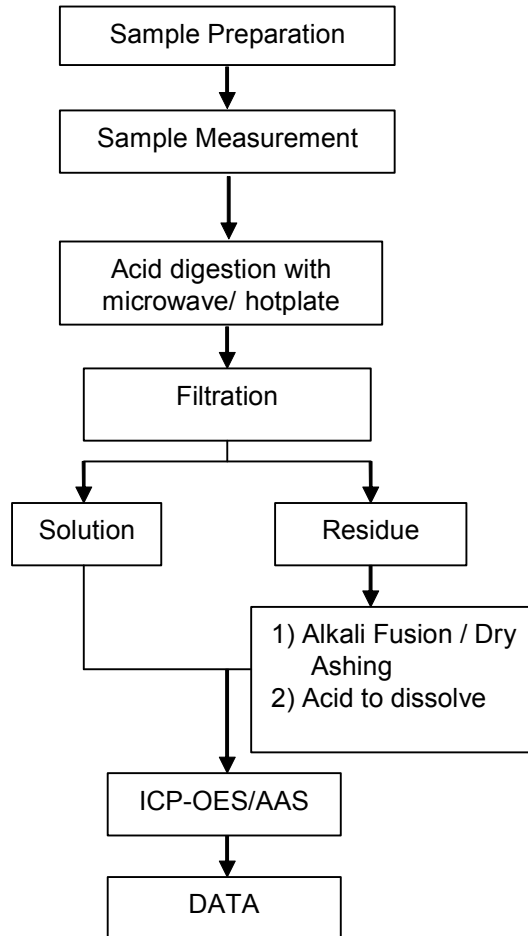 Sample Preparation
Sample Measurement
Acid digestion with
microwave/ hotplate
Filtration
Solution
Residue
1) Alkali Fusion / Dry
Ashing
2) Acid to dissolve
ICP-OES/AAS
DATA